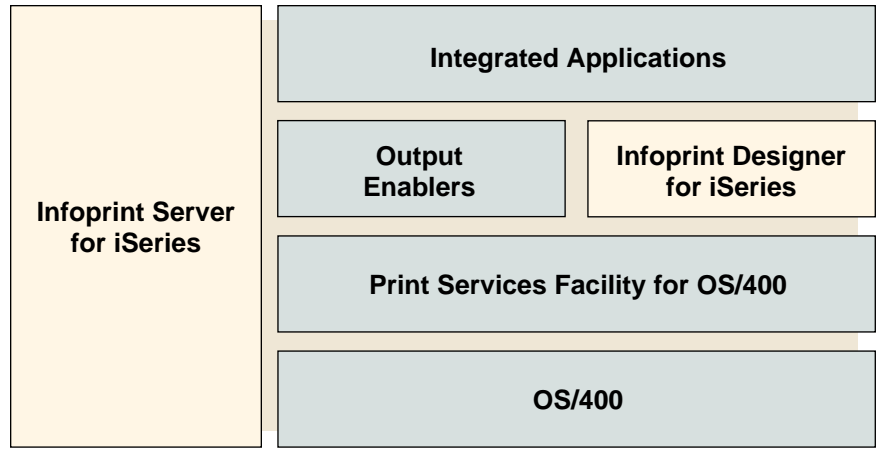 Infoprint Server
for iSeries
Integrated Applications
Output
Enablers
Infoprint Designer
for iSeries
Print Services Facility for OS/400
OS/400